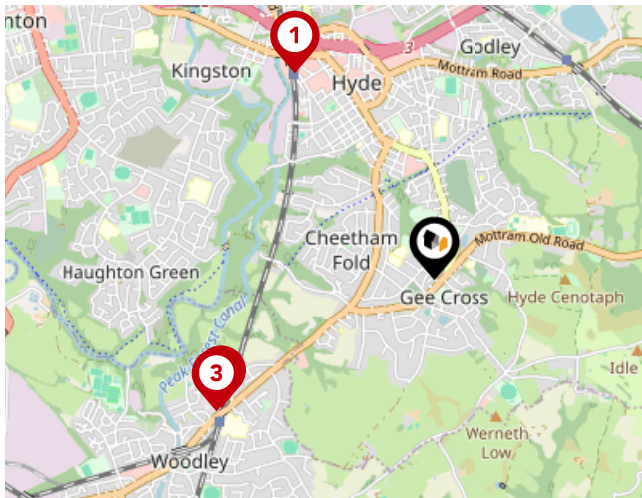 nton
1
3
Godley
Kingston
Mottram Road
Hyde
Cheetham
Fold
Mottram Old Road
Haughton Green
Gee Cross
Hyde Cenotaph
Peak Forest Canal
3
Idle
Werneth
Low
Woodley